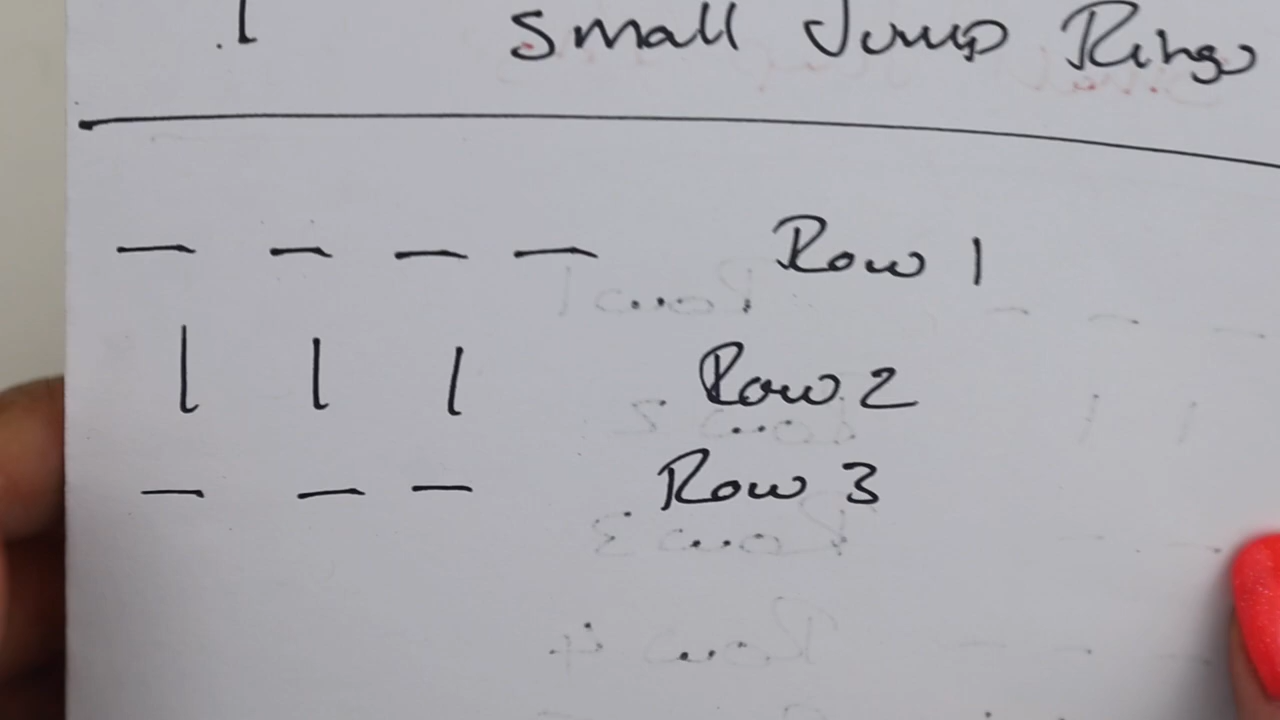 Small Jump Rings
— — — — Row 1
| | | Row 2
— — — Row 3